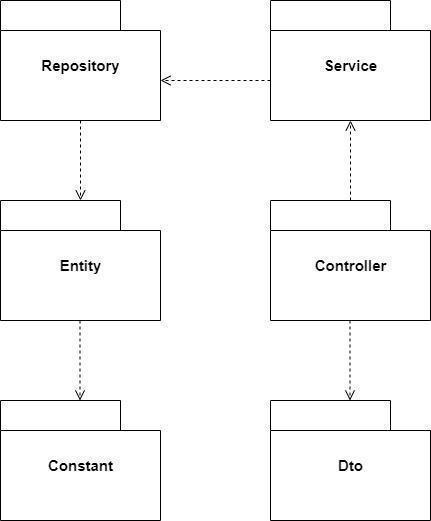 Repository
Service
Entity
Controller
Constant
Dto